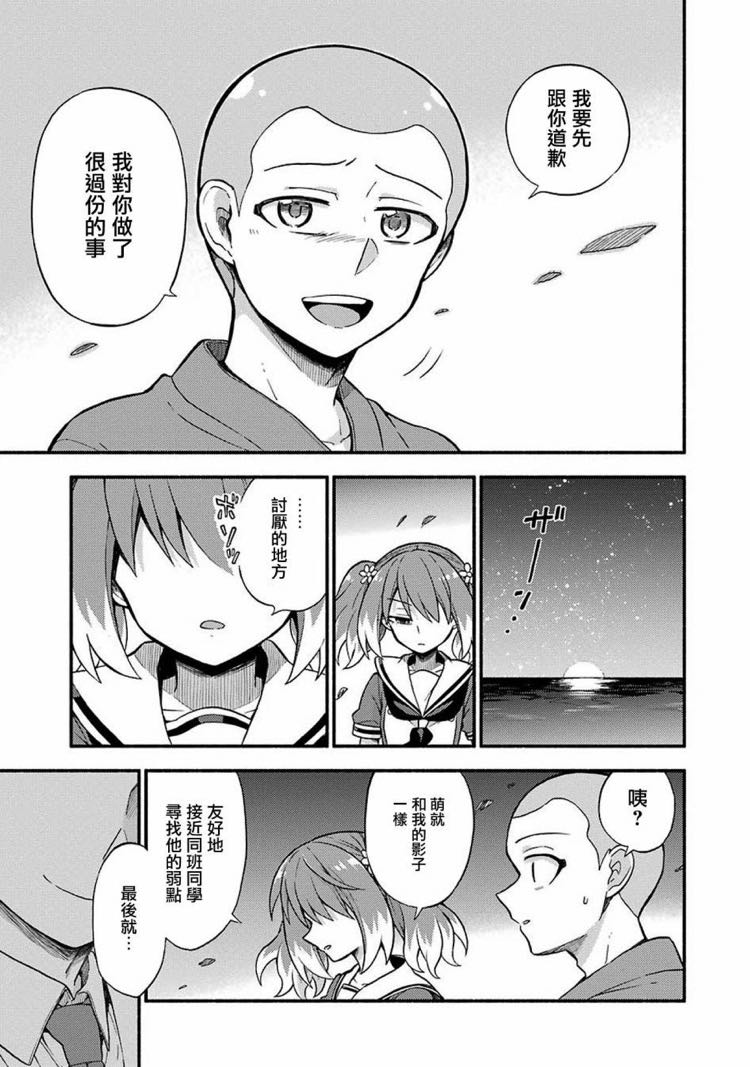 我要先
跟你道歉
我對你做了
很過份的事
ザ…
……
討厭的地方
ボソッ
咦?
萌就
和我的影子
一樣
友好地
接近同班同學
尋找他的弱點
最後就…